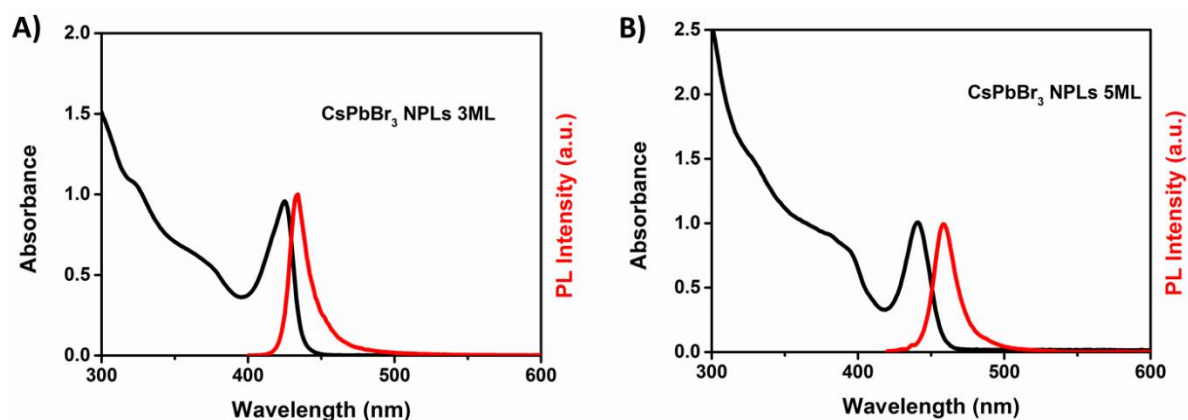 A)
2.0
1.5
1.0
0.5
0.0
Absorbance
CsPbBr₃ NPLs 3ML
PL Intensity (a.u.)
300 400 500 600
Wavelength (nm)
B)
2.5
2.0
1.5
1.0
0.5
0.0
Absorbance
CsPbBr₃ NPLs 5ML
PL Intensity (a.u.)
300 400 500 600
Wavelength (nm)